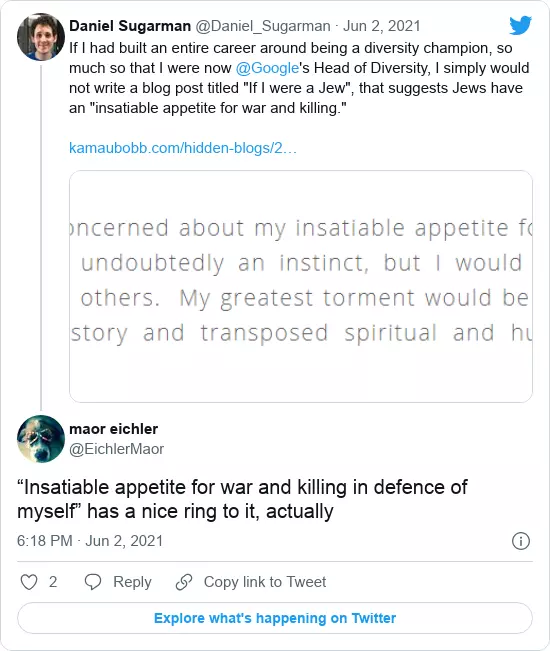 Daniel Sugarman @Daniel_Sugarman · Jun 2, 2021
If I had built an entire career around being a diversity champion, so
much so that I were now @Google's Head of Diversity, I simply would
not write a blog post titled "If I were a Jew", that suggests Jews have
an "insatiable appetite for war and killing."
kamaubobb.com/hidden-blogs/2…
oncerned about my insatiable appetite fo
undoubtedly an instinct, but I would
others. My greatest torment would be
story and transposed spiritual and hu
maor eichler
@EichlerMaor
“Insatiable appetite for war and killing in defence of
myself” has a nice ring to it, actually
6:18 PM · Jun 2, 2021
2 Reply Copy link to Tweet
Explore what's happening on Twitter